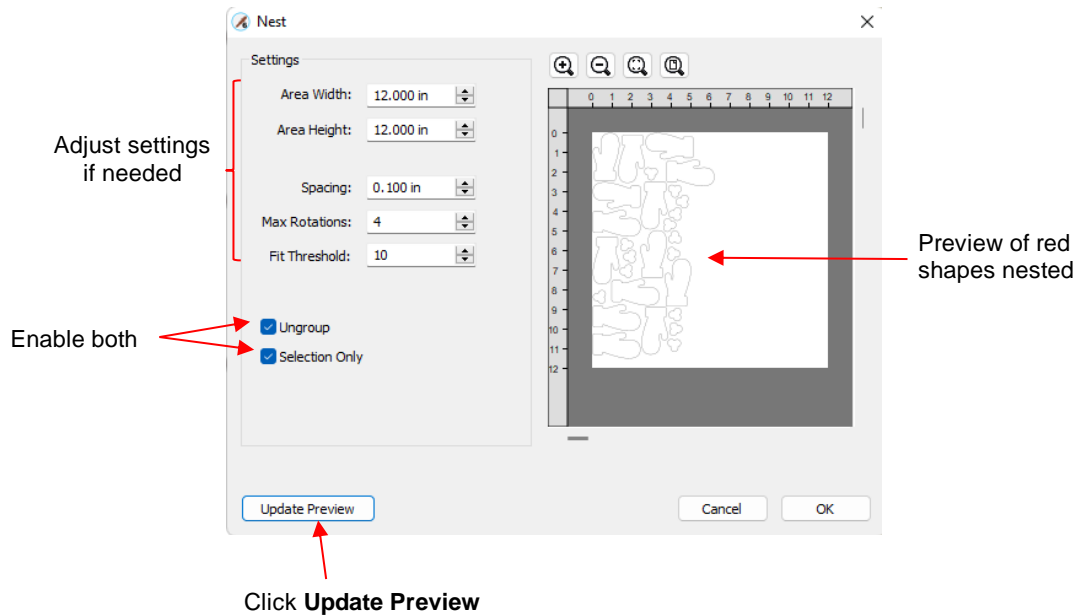 Nest
Settings
Area Width: 12.000 in
Area Height: 12.000 in
Spacing: 0.100 in
Max Rotations: 4
Fit Threshold: 10
Ungroup
Selection Only
0 1 2 3 4 5 6 7 8 9 10 11 12
0
1
2
3
4
5
6
7
8
9
10
11
12
Update Preview
Cancel
OK
Adjust settings
if needed
Enable both
Preview of red
shapes nested
Click Update Preview